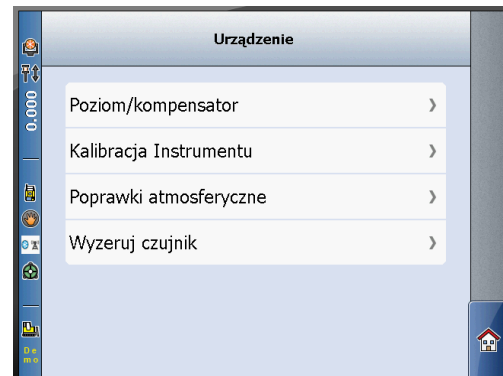 Urządzenie
0.000
Poziom/kompensator
Kalibracja Instrumentu
Poprawki atmosferyczne
Wyzeruj czujnik
Demo